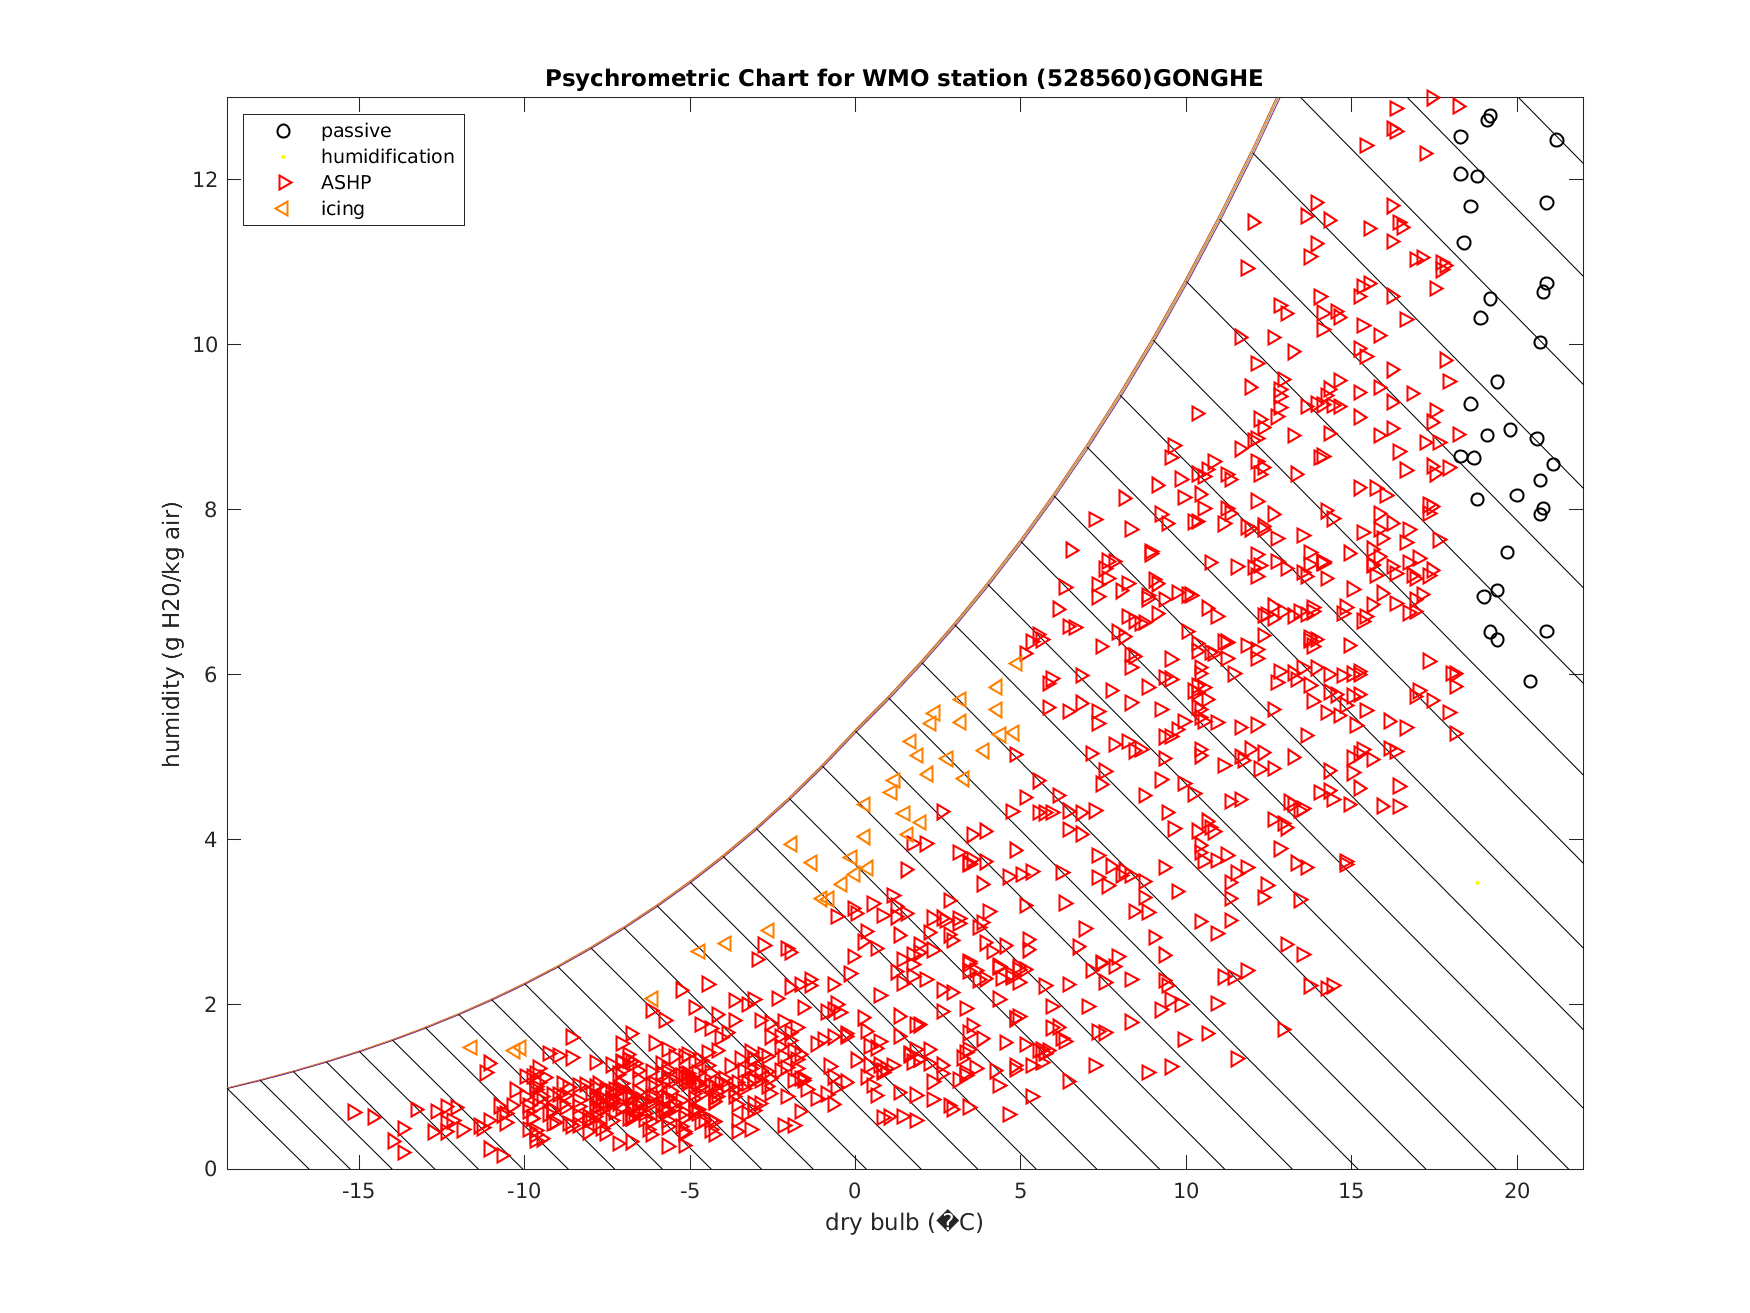 Psychrometric Chart for WMO station (528560)GONGHE
passive
humidification
ASHP
icing
humidity (g H20/kg air)
12
10
8
6
4
2
0
-15 -10 -5 0 5 10 15 20
dry bulb (�C)